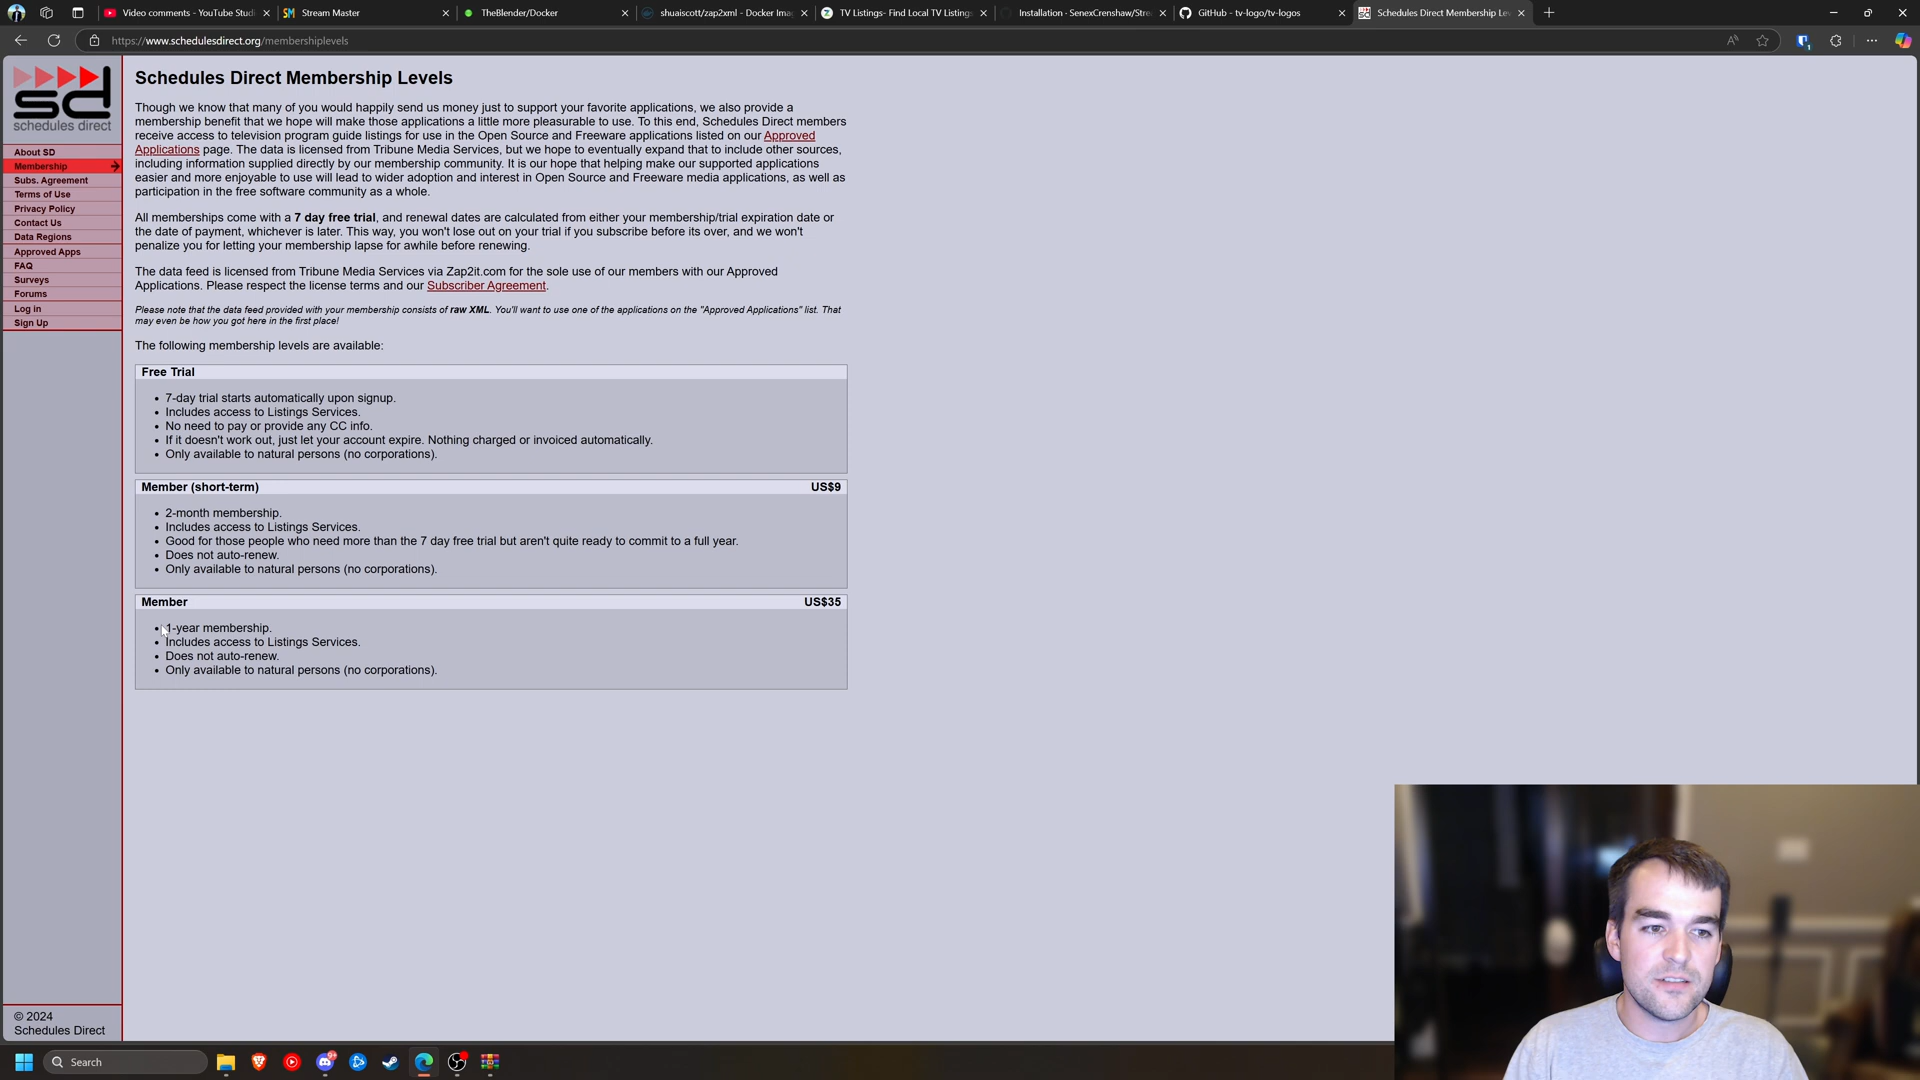 Video comments - YouTube Studi
Stream Master
TheBlender/Docker
shuaiscott/zap2xml - Docker Ima
TV Listings- Find Local TV Listings
Installation · SenexCrenshaw/Stre
GitHub - tv-logo/tv-logos
Schedules Direct Membership Le
https://www.schedulesdirect.org/membershiplevels
sd
schedules direct
About SD
Membership
Subs. Agreement
Terms of Use
Privacy Policy
Contact Us
Data Regions
Approved Apps
FAQ
Surveys
Forums
Log in
Sign Up
© 2024
Schedules Direct
Schedules Direct Membership Levels
Though we know that many of you would happily send us money just to support your favorite applications, we also provide a
membership benefit that we hope will make those applications a little more pleasurable to use. To this end, Schedules Direct members
receive access to television program guide listings for use in the Open Source and Freeware applications listed on our Approved
Applications page. The data is licensed from Tribune Media Services, but we hope to eventually expand that to include other sources,
including information supplied directly by our membership community. It is our hope that helping make our supported applications
easier and more enjoyable to use will lead to wider adoption and interest in Open Source and Freeware media applications, as well as
participation in the free software community as a whole.
All memberships come with a 7 day free trial, and renewal dates are calculated from either your membership/trial expiration date or
the date of payment, whichever is later. This way, you won't lose out on your trial if you subscribe before its over, and we won't
penalize you for letting your membership lapse for awhile before renewing.
The data feed is licensed from Tribune Media Services via Zap2it.com for the sole use of our members with our Approved
Applications. Please respect the license terms and our Subscriber Agreement.
Please note that the data feed provided with your membership consists of raw XML. You'll want to use one of the applications on the "Approved Applications" list. That
may even be how you got here in the first place!
The following membership levels are available:
Free Trial
• 7-day trial starts automatically upon signup.
• Includes access to Listings Services.
• No need to pay or provide any CC info.
• If it doesn't work out, just let your account expire. Nothing charged or invoiced automatically.
• Only available to natural persons (no corporations).
Member (short-term) US$9
• 2-month membership.
• Includes access to Listings Services.
• Good for those people who need more than the 7 day free trial but aren't quite ready to commit to a full year.
• Does not auto-renew.
• Only available to natural persons (no corporations).
Member US$35
• 1-year membership.
• Includes access to Listings Services.
• Does not auto-renew.
• Only available to natural persons (no corporations).
Search